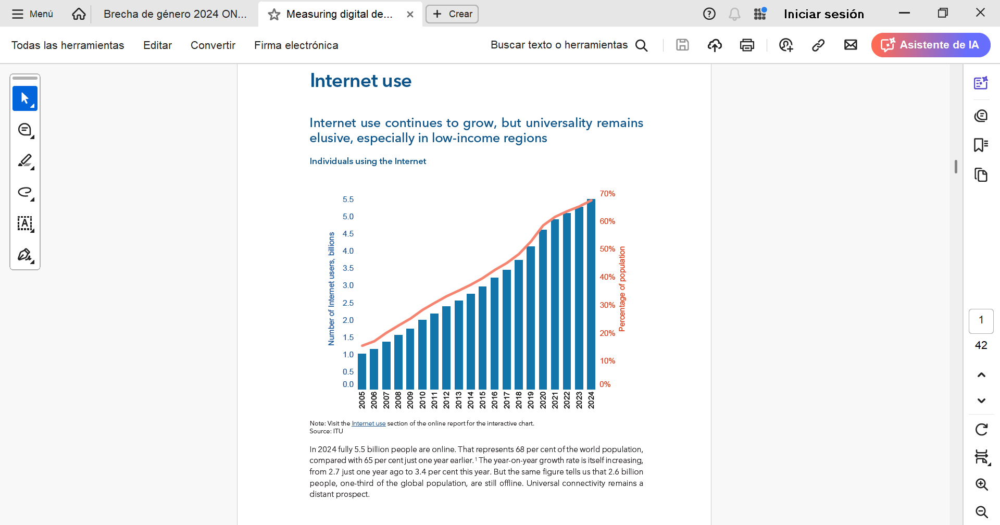 Menú
Brecha de género 2024 ON...
Measuring digital de...
Crear
Iniciar sesión
Todas las herramientas
Editar
Convertir
Firma electrónica
Buscar texto o herramientas
Asistente de IA
Internet use
Internet use continues to grow, but universality remains
elusive, especially in low-income regions
Individuals using the Internet
Number of Internet users, billions
5.5
5.0
4.5
4.0
3.5
3.0
2.5
2.0
1.5
1.0
0.5
0.0
70%
60%
50%
40%
30%
20%
10%
0%
Percentage of population
2005
2006
2007
2008
2009
2010
2011
2012
2013
2014
2015
2016
2017
2018
2019
2020
2021
2022
2023
2024
Note: Visit the Internet use section of the online report for the interactive chart.
Source: ITU
In 2024 fully 5.5 billion people are online. That represents 68 per cent of the world population,
compared with 65 per cent just one year earlier.¹ The year-on-year growth rate is itself increasing,
from 2.7 just one year ago to 3.4 per cent this year. But the same figure tells us that 2.6 billion
people, one-third of the global population, are still offline. Universal connectivity remains a
distant prospect.
1
42